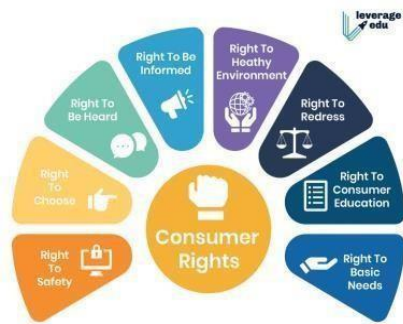 leverage
edu
Right To
Safety
Right
To
Choose
Right To
Be Heard
Right To Be
Informed
Right To
Heathy
Environment
Right To
Redress
Right To
Consumer
Education
Right To
Basic
Needs
Consumer
Rights